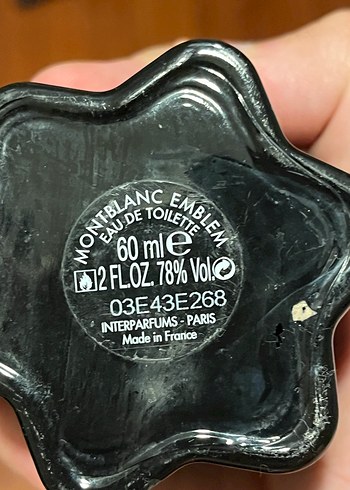 MONTBLANC EMBLEM
EAU DE TOILETTE
60 ml e
2 FL.OZ. 78% Vol.
03E43E268
INTERPARFUMS - PARIS
Made in France